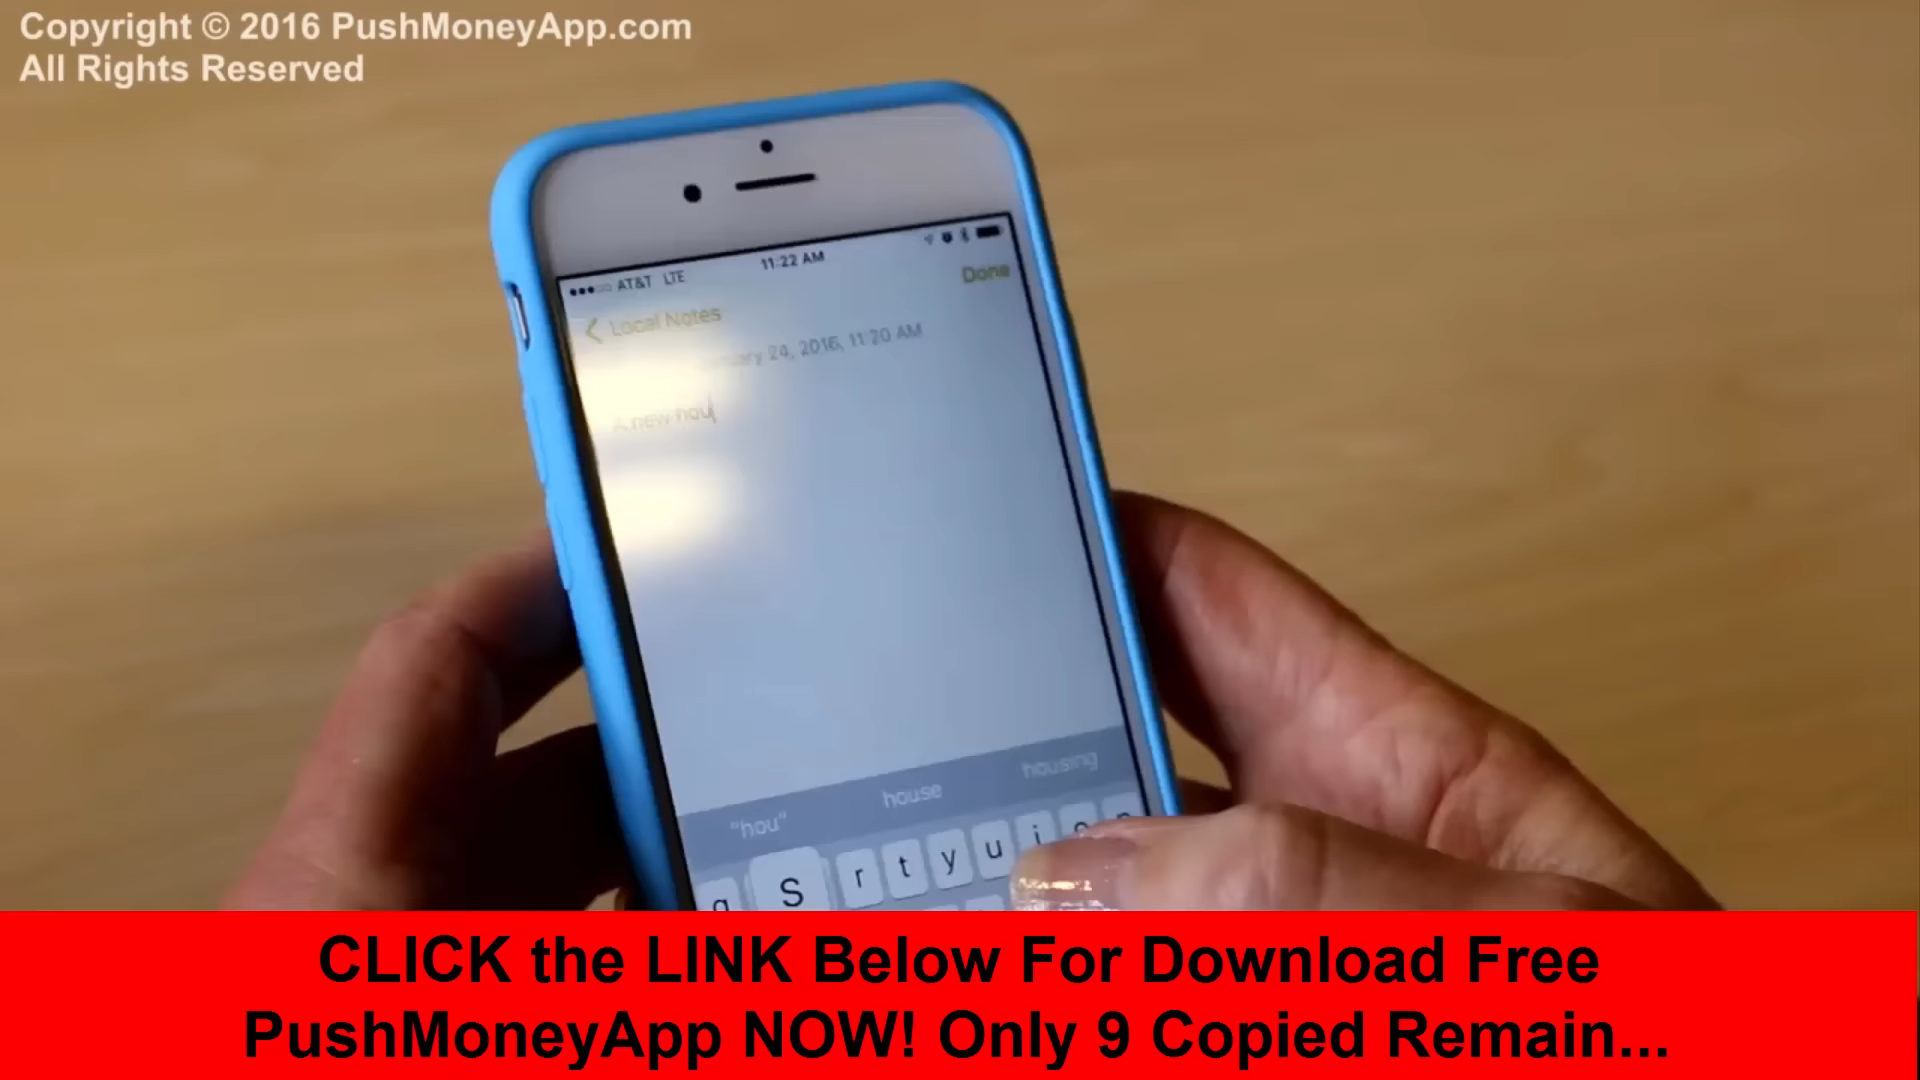 Copyright © 2016 PushMoneyApp.com
All Rights Reserved
AT&T LTE 11:22 AM
Done
Local Notes
24, 2016, 11:20 AM
A new hou
"hou" house housing
q S r t y u i
CLICK the LINK Below For Download Free
PushMoneyApp NOW! Only 9 Copied Remain...